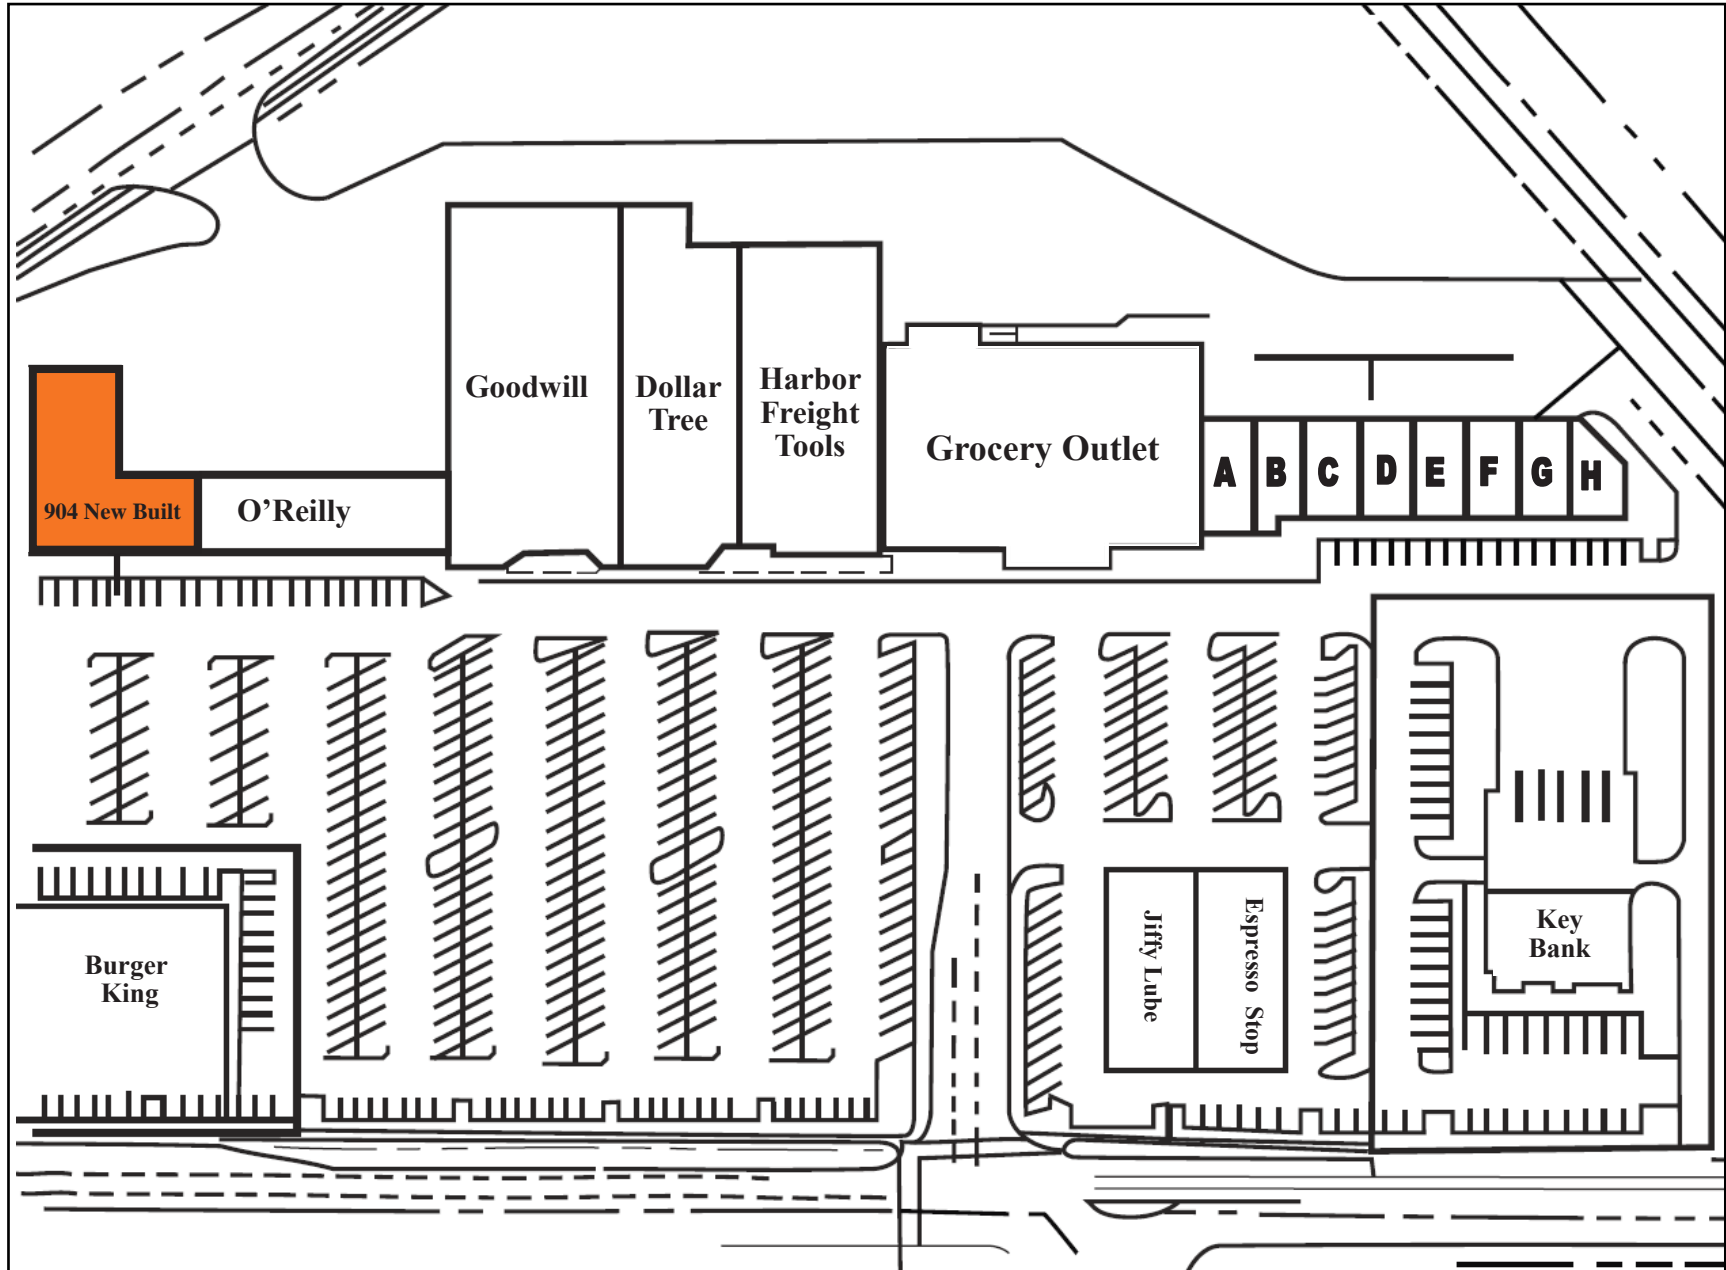 Goodwill
Dollar
Tree
Harbor
Freight
Tools
Grocery Outlet
A B C D E F G H
904 New Built
O’Reilly
Burger
King
Jiffy Lube
Espresso Stop
Key
Bank